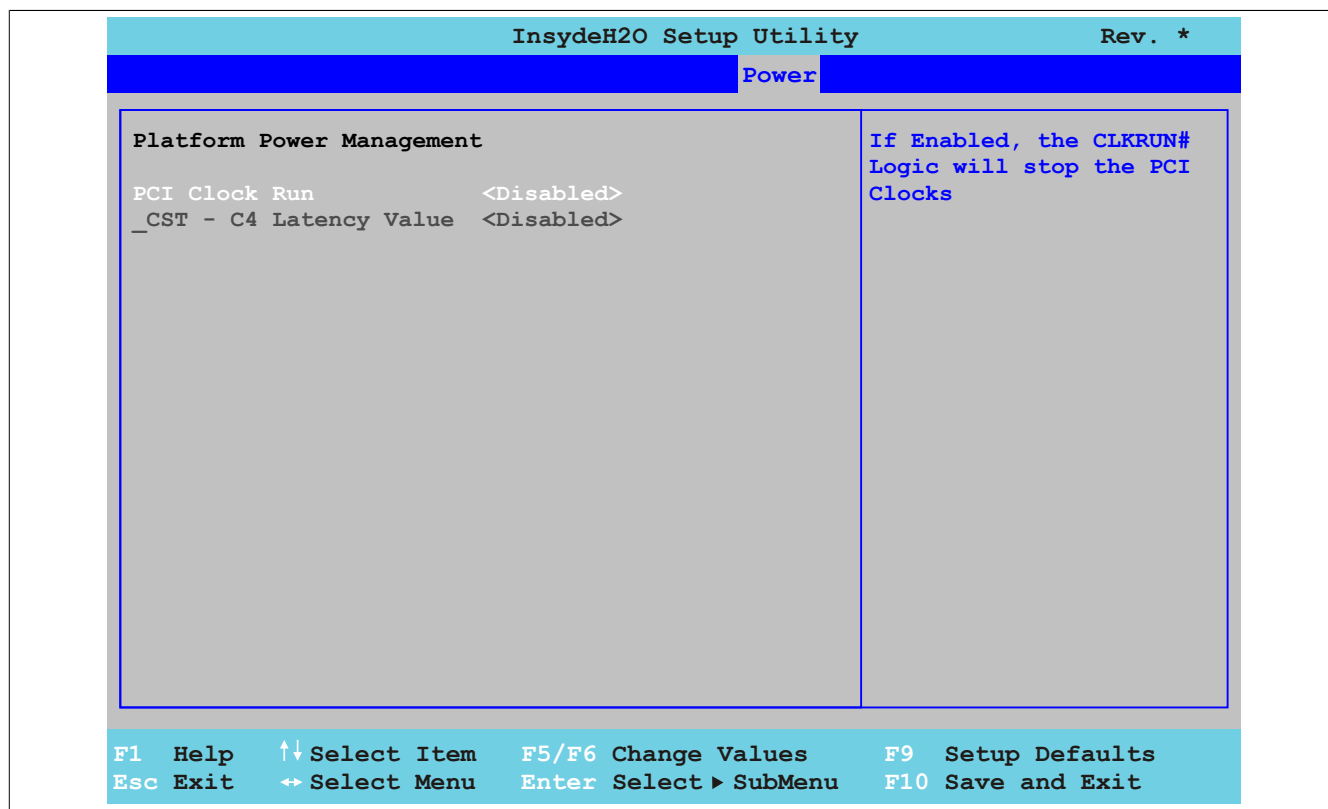 InsydeH2O Setup Utility Rev. *
Power
Platform Power Management
PCI Clock Run <Disabled>
_CST - C4 Latency Value <Disabled>
If Enabled, the CLKRUN#
Logic will stop the PCI
Clocks
F1 Help ↑↓ Select Item F5/F6 Change Values F9 Setup Defaults
Esc Exit ↔ Select Menu Enter Select ▶ SubMenu F10 Save and Exit